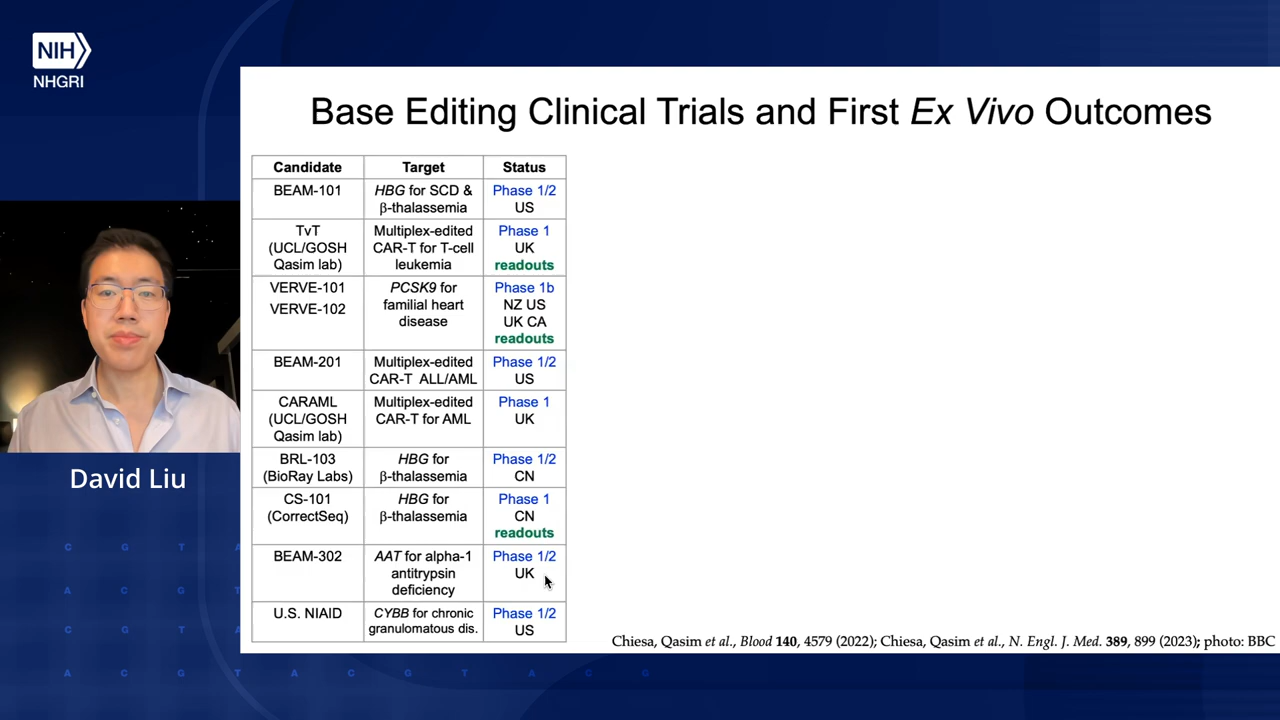 NIH
NHGRI
Base Editing Clinical Trials and First Ex Vivo Outcomes
Candidate Target Status
BEAM-101 HBG for SCD & Phase 1/2
β-thalassemia US
TvT Multiplex-edited Phase 1
(UCL/GOSH CAR-T for T-cell UK
Qasim lab) leukemia readouts
VERVE-101 PCSK9 for Phase 1b
VERVE-102 familial heart NZ US
disease UK CA
readouts
BEAM-201 Multiplex-edited Phase 1/2
CAR-T ALL/AML US
CARAML Multiplex-edited Phase 1
(UCL/GOSH CAR-T for AML UK
Qasim lab)
BRL-103 HBG for Phase 1/2
(BioRay Labs) β-thalassemia CN
CS-101 HBG for Phase 1
(CorrectSeq) β-thalassemia CN
readouts
BEAM-302 AAT for alpha-1 Phase 1/2
antitrypsin UK
deficiency
U.S. NIAID CYBB for chronic Phase 1/2
granulomatous dis. US
Chiesa, Qasim et al., Blood 140, 4579 (2022); Chiesa, Qasim et al., N. Engl. J. Med. 389, 899 (2023); photo: BBC
David Liu
C G T A
A C G T
C G T A
A C G T A C G T A C G